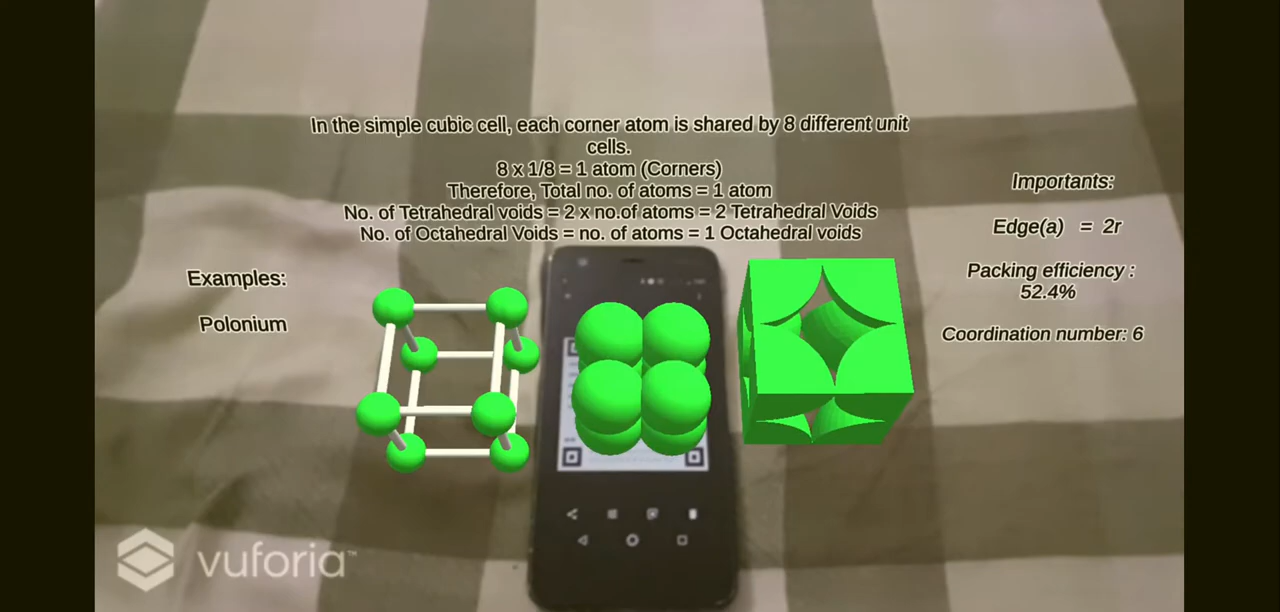 In the simple cubic cell, each corner atom is shared by 8 different unit
cells.
8 x 1/8 = 1 atom (Corners)
Therefore, Total no. of atoms = 1 atom
No. of Tetrahedral voids = 2 x no.of atoms = 2 Tetrahedral Voids
No. of Octahedral Voids = no. of atoms = 1 Octahedral voids
Importants:
Edge(a) = 2r
Packing efficiency :
52.4%
Coordination number: 6
Examples:
Polonium
vuforia™